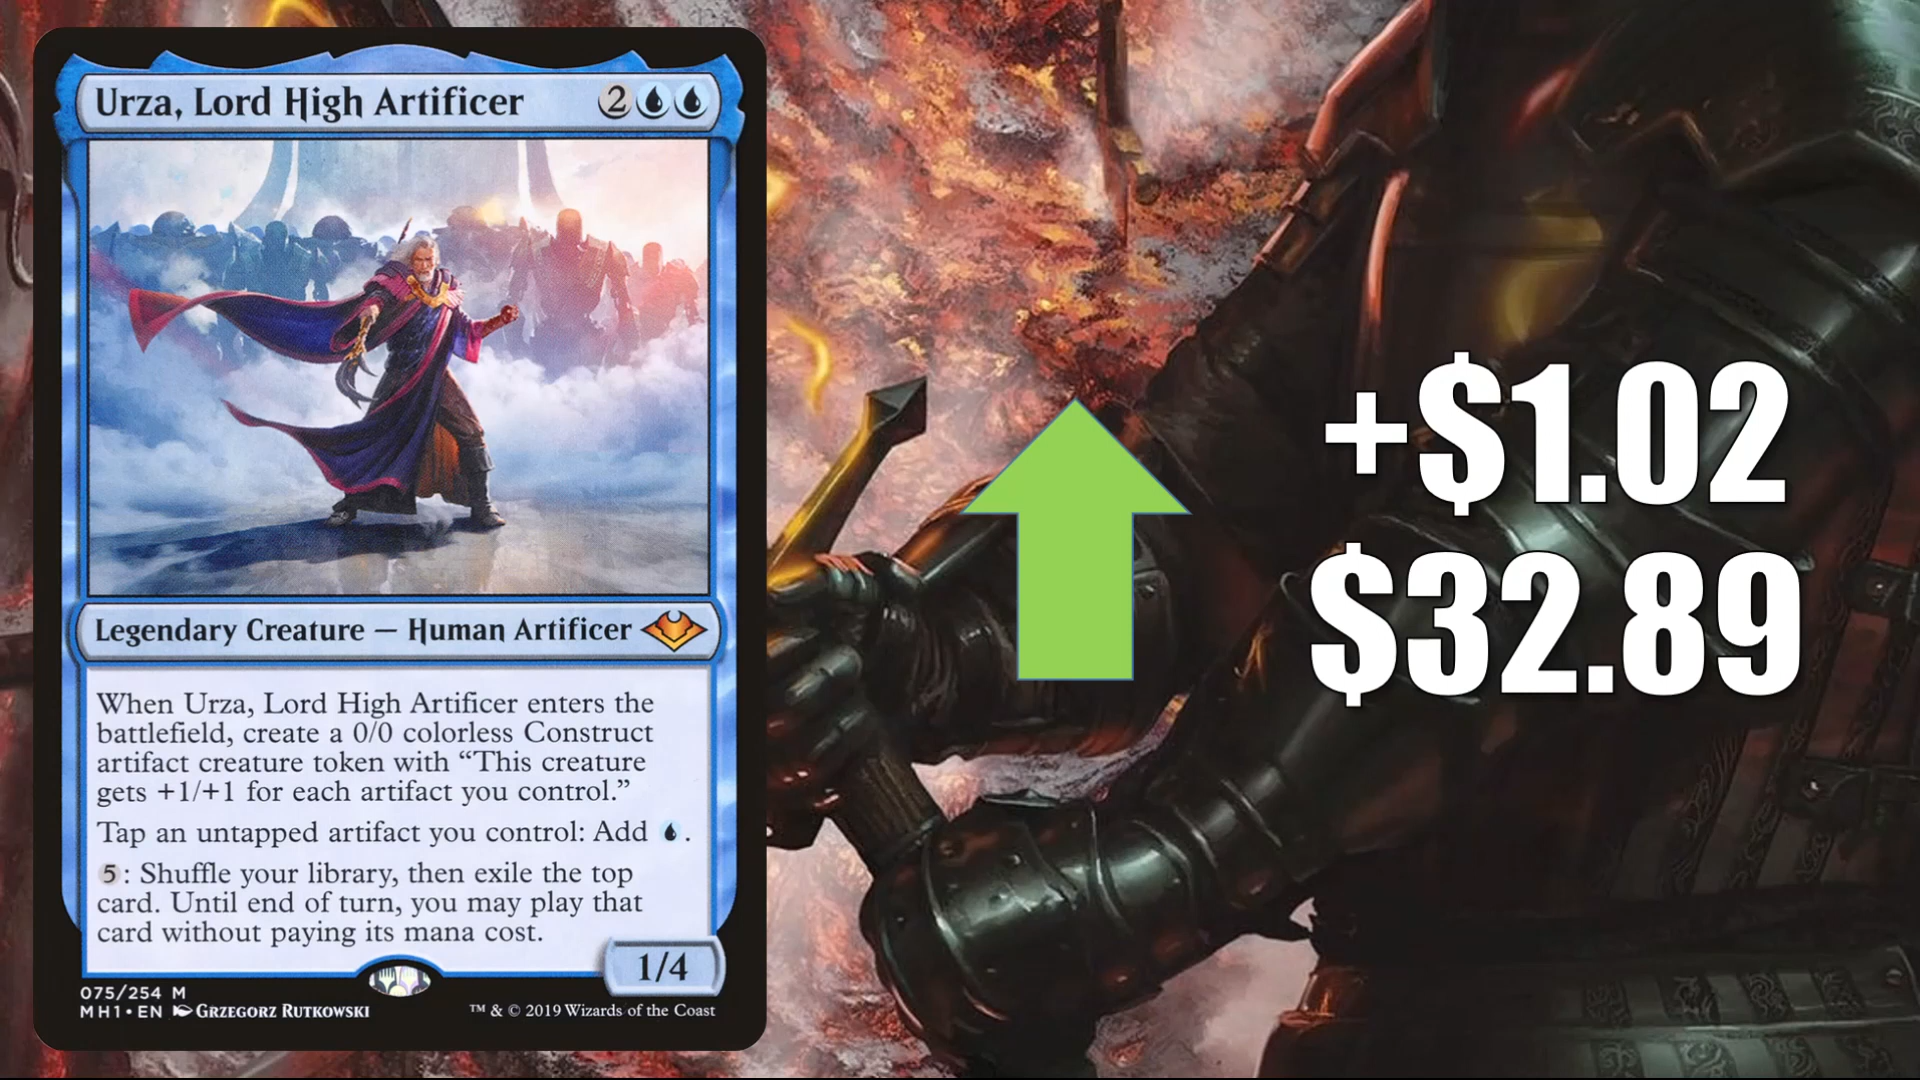 Urza, Lord High Artificer 2
Legendary Creature — Human Artificer
When Urza, Lord High Artificer enters the
battlefield, create a 0/0 colorless Construct
artifact creature token with “This creature
gets +1/+1 for each artifact you control.”
Tap an untapped artifact you control: Add .
5: Shuffle your library, then exile the top
card. Until end of turn, you may play that
card without paying its mana cost.
1/4
075/254 M
MH1•EN GRZEGORZ RUTKOWSKI
™ & © 2019 Wizards of the Coast
+$1.02
$32.89